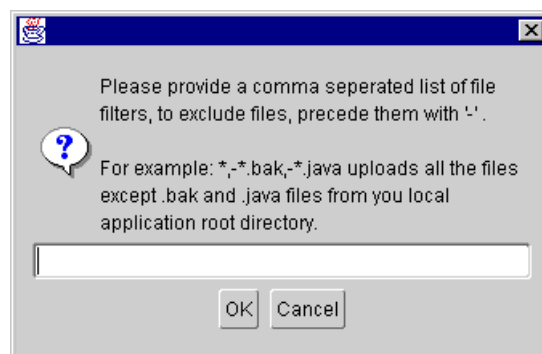 Please provide a comma seperated list of file
filters, to exclude files, precede them with '-' .
For example: *,-*.bak,-*.java uploads all the files
except .bak and .java files from you local
application root directory.
OK Cancel